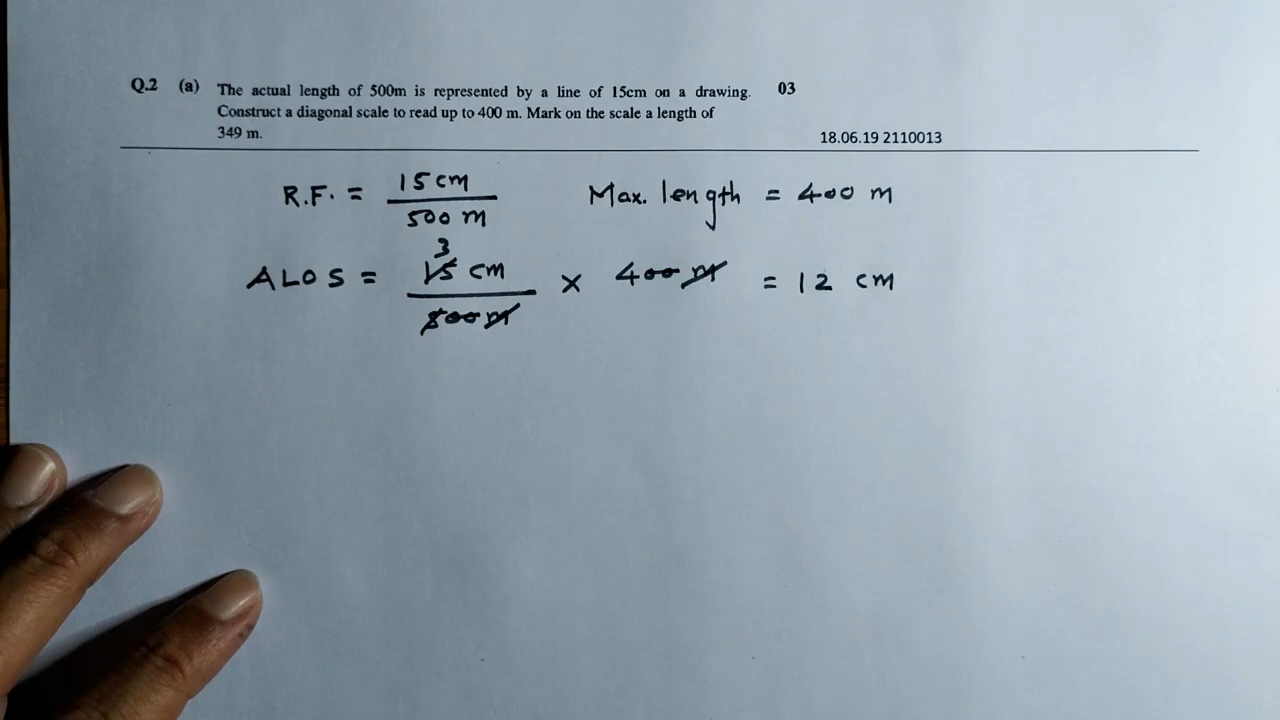 Q.2 (a) The actual length of 500m is represented by a line of 15cm on a drawing. 03
Construct a diagonal scale to read up to 400 m. Mark on the scale a length of
349 m.
18.06.19 2110013
R.F. = 15 cm / 500 m
Max. length = 400 m
3
ALOS = 15 cm / 500 m × 400 m = 12 cm